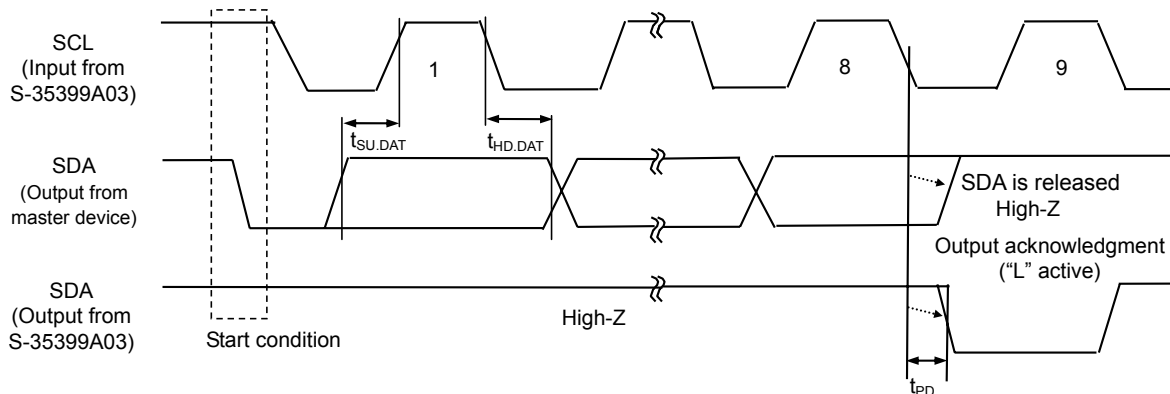 SCL
(Input from
S-35399A03)
1
8
9
tSU.DAT
tHD.DAT
SDA
(Output from
master device)
SDA is released
High-Z
Output acknowledgment
(“L” active)
SDA
(Output from
S-35399A03)
Start condition
High-Z
tPD